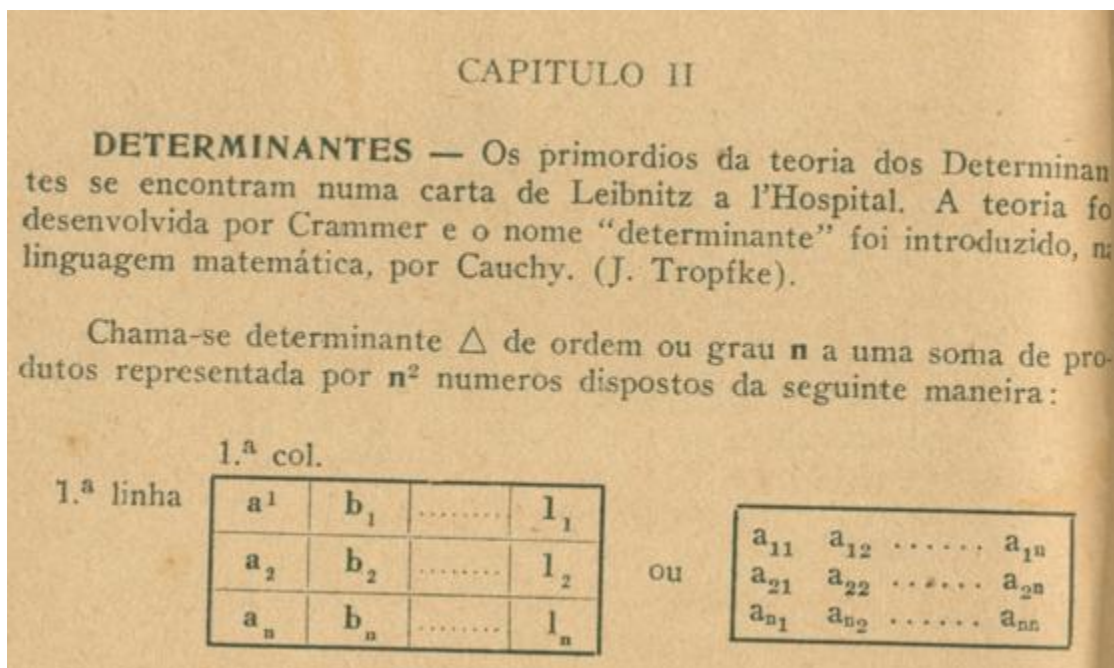 CAPITULO II
DETERMINANTES — Os primordios da teoria dos Determinan
tes se encontram numa carta de Leibnitz a l'Hospital. A teoria fo
desenvolvida por Crammer e o nome "determinante" foi introduzido, n
linguagem matemática, por Cauchy. (J. Tropfke).
Chama-se determinante △ de ordem ou grau n a uma soma de pro-
dutos representada por n² numeros dispostos da seguinte maneira:
1.ª col.
1.ª linha a¹ b₁ ........ l₁
a₂ b₂ ........ l₂
aₙ bₙ ........ lₙ
ou
a₁₁ a₁₂ ...... a₁ₙ
a₂₁ a₂₂ ...... a₂ₙ
aₙ₁ aₙ₂ ...... aₙₙ